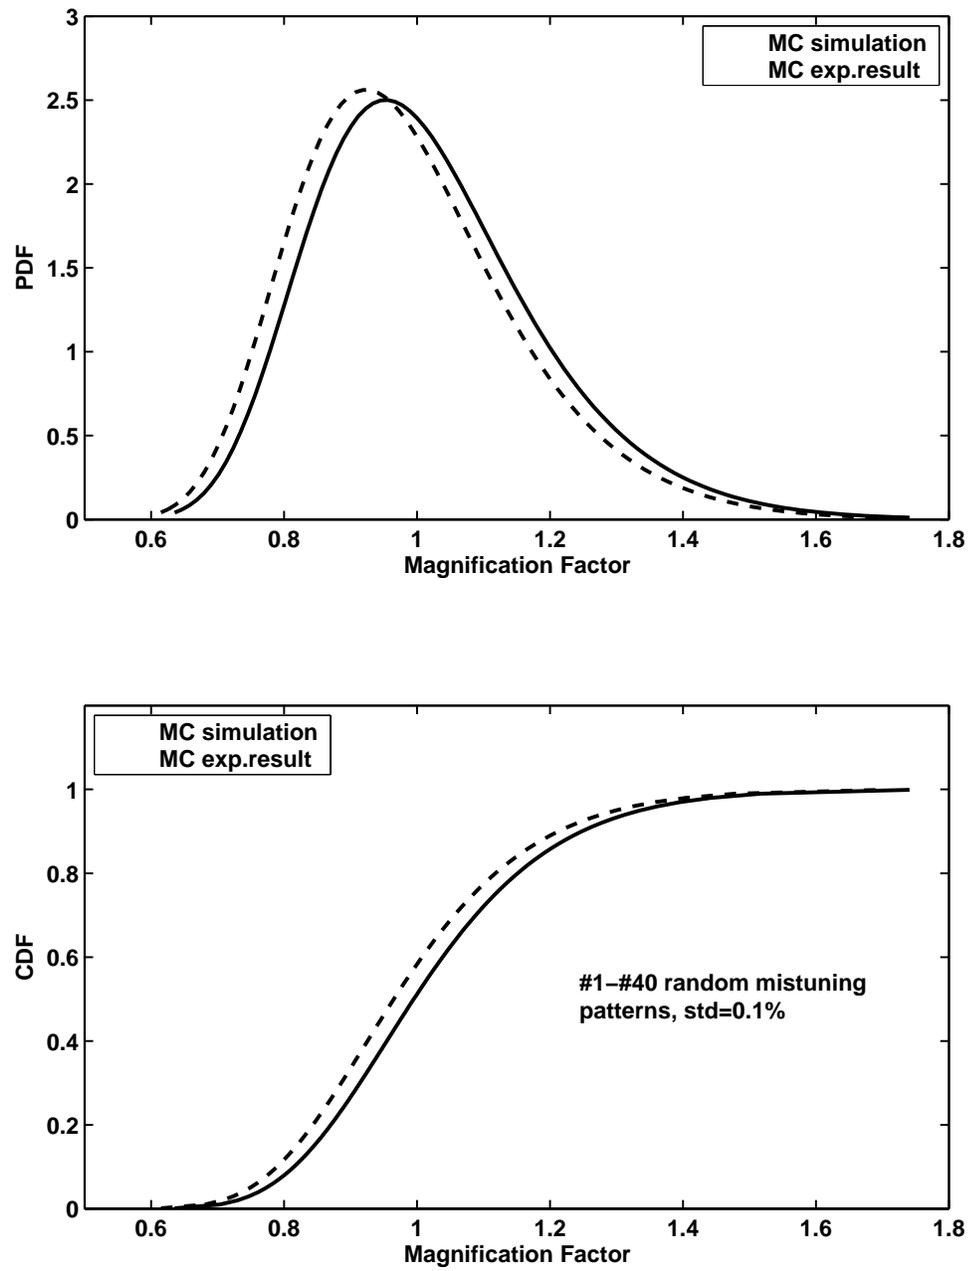 3
2.5
2
1.5
1
0.5
0
PDF
MC simulation
MC exp.result
0.6 0.8 1 1.2 1.4 1.6 1.8
Magnification Factor
MC simulation
MC exp.result
1
0.8
0.6
0.4
0.2
0
CDF
#1–#40 random mistuning
patterns, std=0.1%
0.6 0.8 1 1.2 1.4 1.6 1.8
Magnification Factor